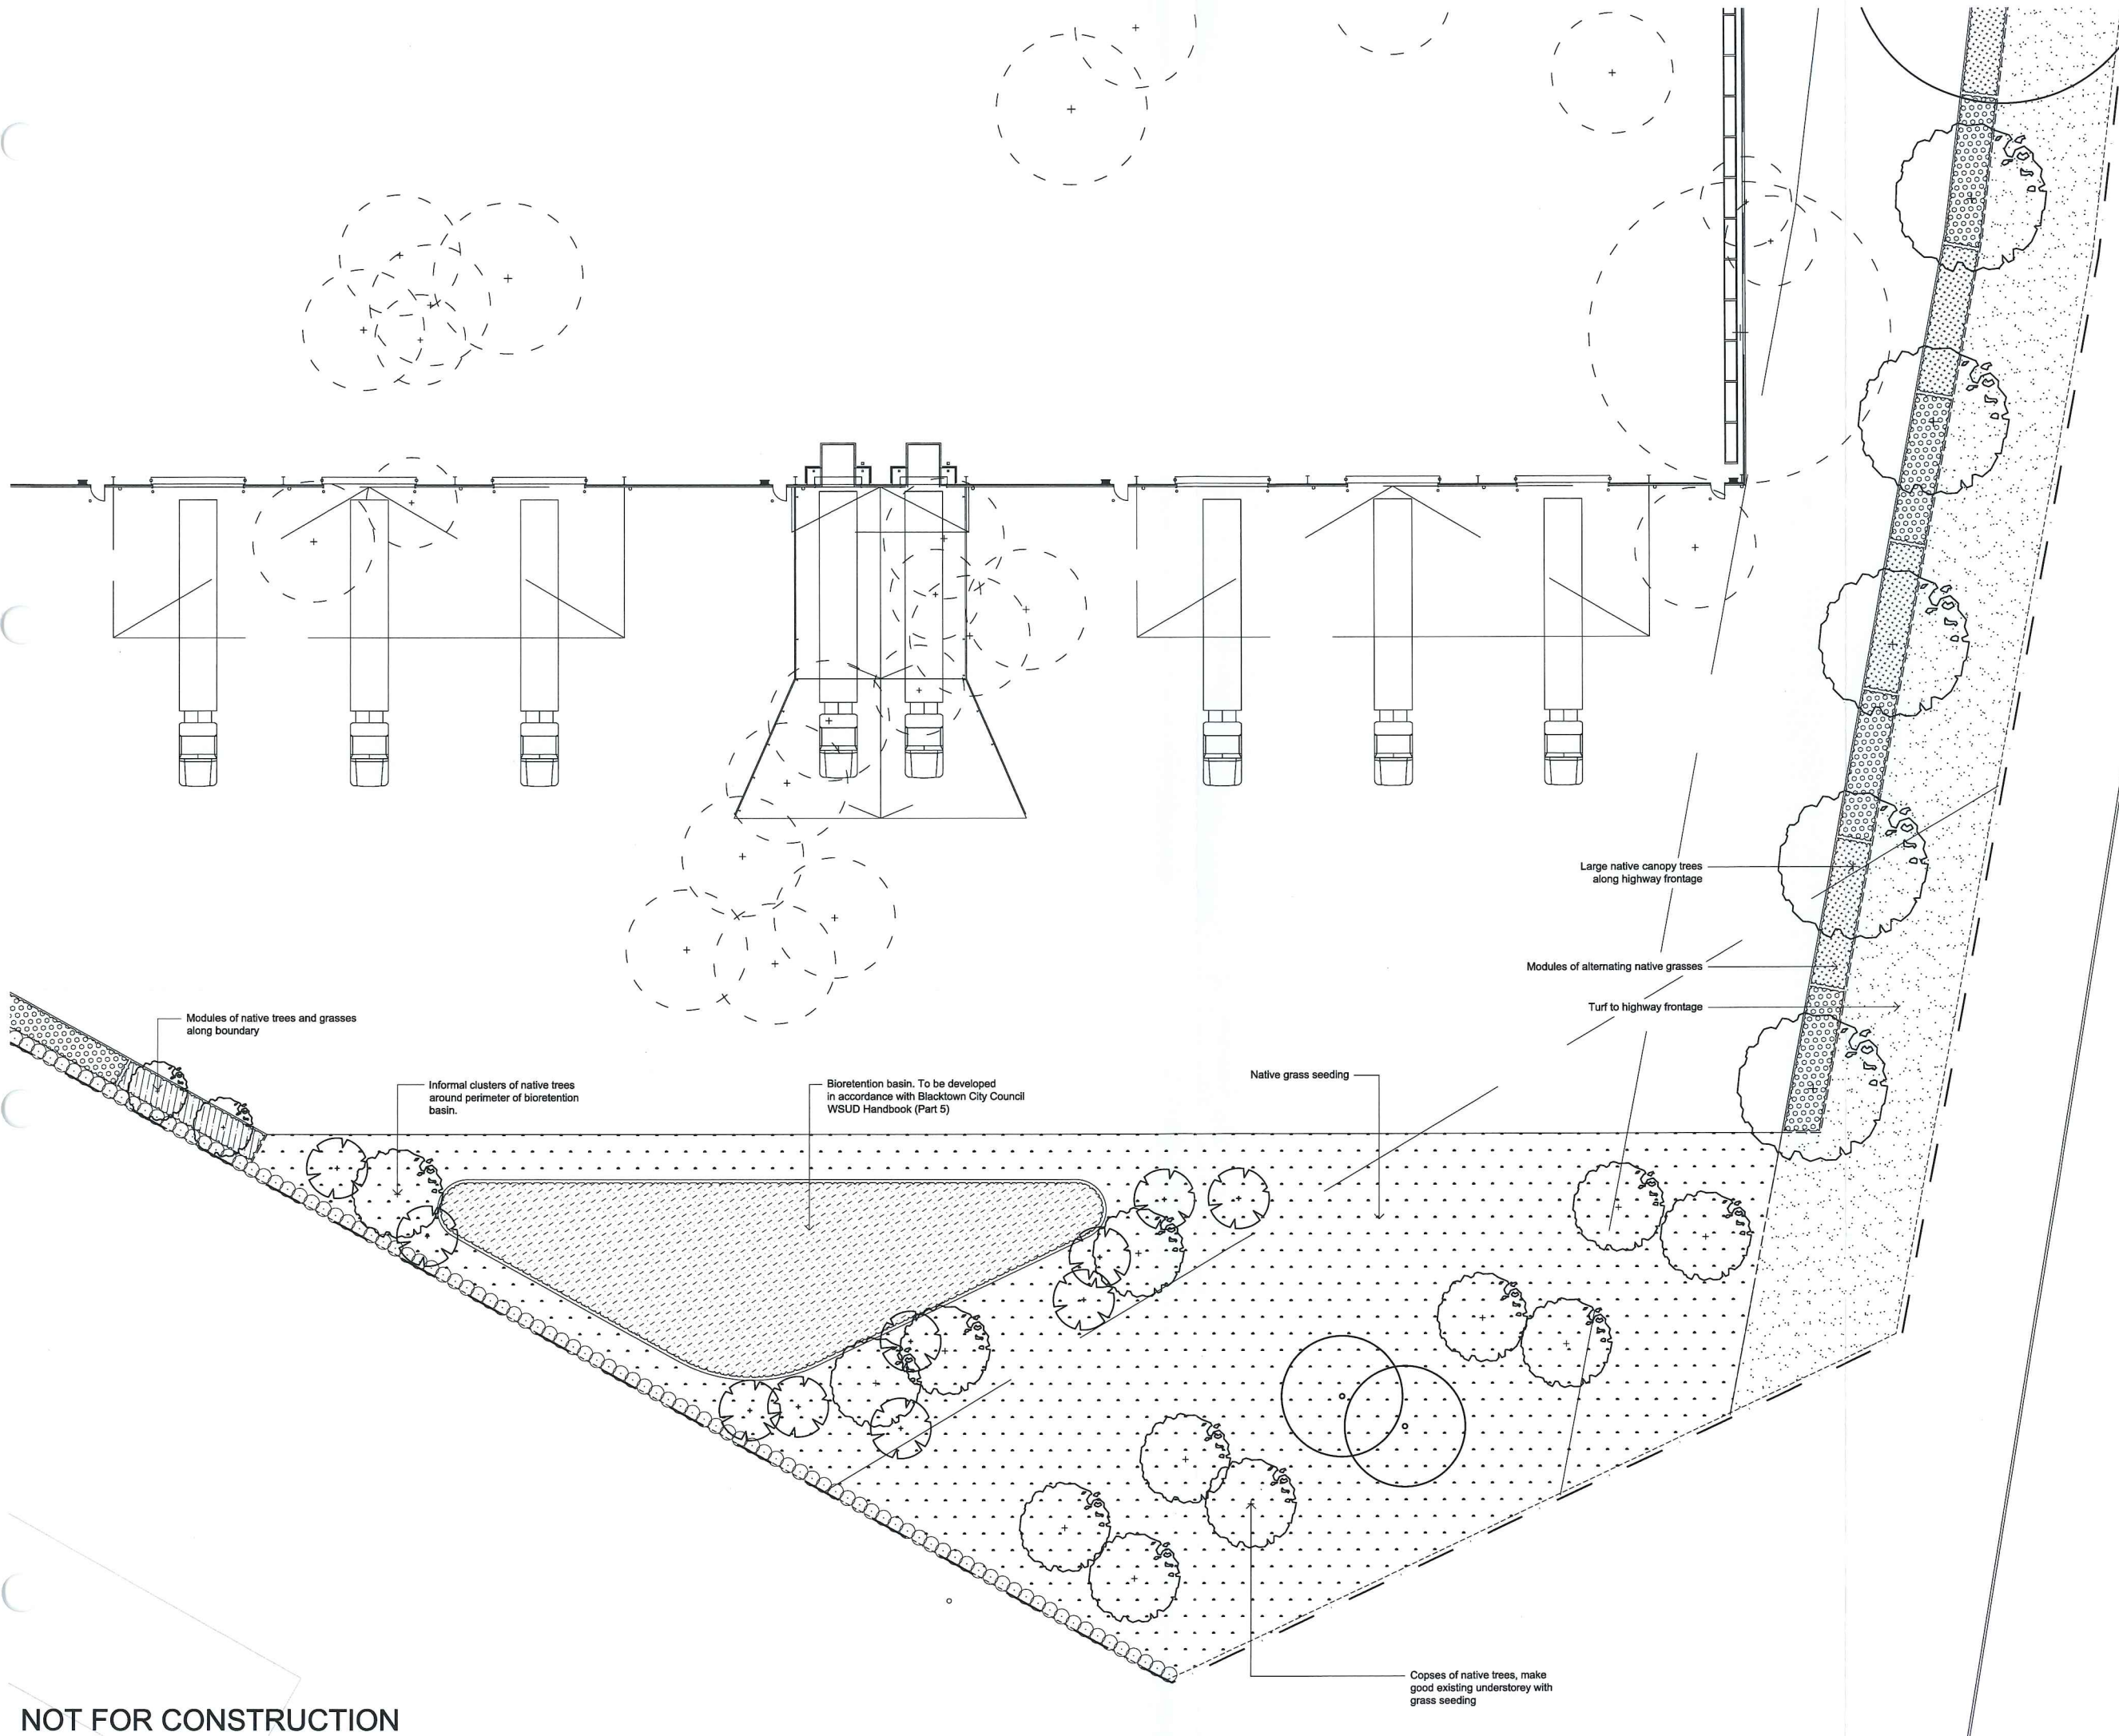 Large native canopy trees
along highway frontage
Modules of alternating native grasses
Turf to highway frontage
Modules of native trees and grasses
along boundary
Informal clusters of native trees
around perimeter of bioretention
basin.
Bioretention basin. To be developed
in accordance with Blacktown City Council
WSUD Handbook (Part 5)
Native grass seeding
Copses of native trees, make
good existing understorey with
grass seeding
NOT FOR CONSTRUCTION